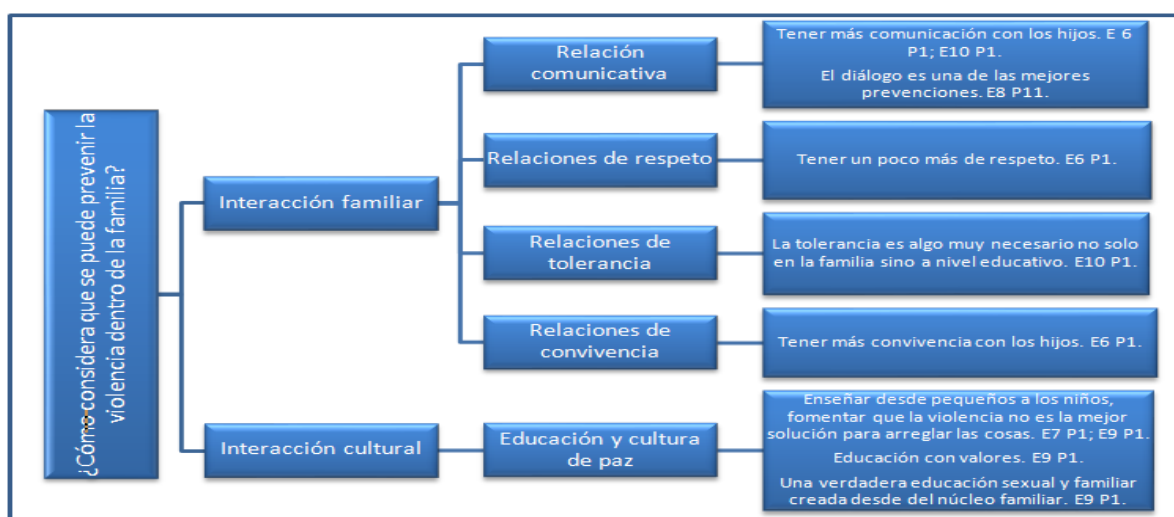 ¿Cómo considera que se puede prevenir la
violencia dentro de la familia?
Interacción familiar
Relación
comunicativa
Tener más comunicación con los hijos. E 6
P1; E10 P1.
El diálogo es una de las mejores
prevenciones. E8 P11.
Relaciones de respeto
Tener un poco más de respeto. E6 P1.
Relaciones de
tolerancia
La tolerancia es algo muy necesario no solo
en la familia sino a nivel educativo. E10 P1.
Relaciones de
convivencia
Tener más convivencia con los hijos. E6 P1.
Interacción cultural
Educación y cultura
de paz
Enseñar desde pequeños a los niños,
fomentar que la violencia no es la mejor
solución para arreglar las cosas. E7 P1; E9 P1.
Educación con valores. E9 P1.
Una verdadera educación sexual y familiar
creada desde del núcleo familiar. E9 P1.